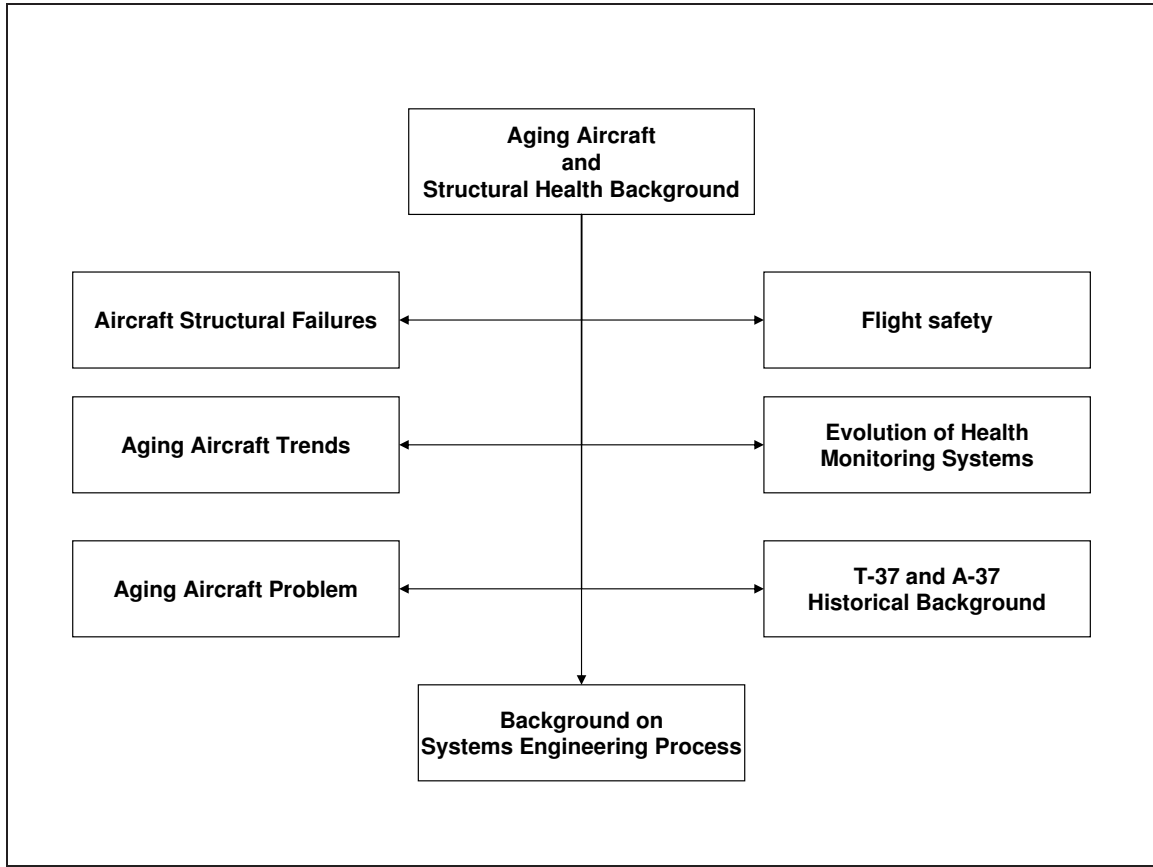 Aging Aircraft
and
Structural Health Background
Aircraft Structural Failures
Flight safety
Aging Aircraft Trends
Evolution of Health
Monitoring Systems
Aging Aircraft Problem
T-37 and A-37
Historical Background
Background on
Systems Engineering Process